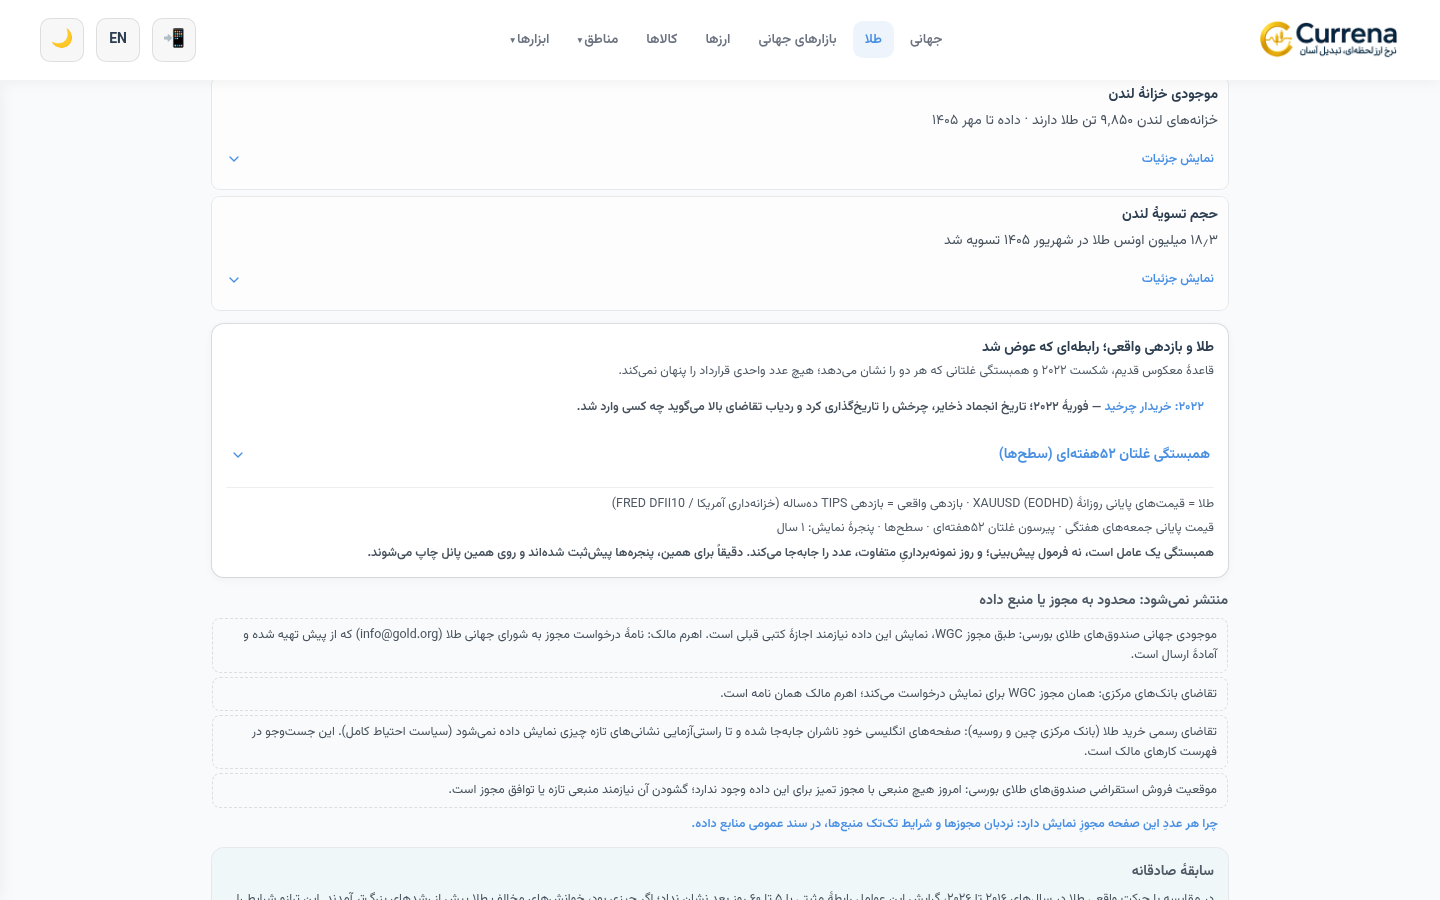 Currena
نرخ ارز لحظه‌ای، تبدیل آسان
جهانی
طلا
بازارهای جهانی
ارزها
کالاها
مناطق ▾
ابزارها ▾
EN
موجودی خزانهٔ لندن
خزانه‌های لندن ۹٬۸۵۰ تن طلا دارند · داده تا مهر ۱۴۰۵
نمایش جزئیات
حجم تسویهٔ لندن
۱۸٫۳ میلیون اونس طلا در شهریور ۱۴۰۵ تسویه شد
نمایش جزئیات
طلا و بازدهی واقعی؛ رابطه‌ای که عوض شد
قاعدهٔ معکوس قدیم، شکست ۲۰۲۲ و همبستگی غلتانی که هر دو را نشان می‌دهد؛ هیچ عدد واحدی قرارداد را پنهان نمی‌کند.
۲۰۲۲: خریدار چرخید — فوریهٔ ۲۰۲۲؛ تاریخ انجماد ذخایر، چرخش را تاریخ‌گذاری کرد و ردیاب تقاضای بالا می‌گوید چه کسی وارد شد.
همبستگی غلتان ۵۲هفته‌ای (سطح‌ها)
طلا = قیمت‌های پایانی روزانهٔ XAUUSD (EODHD) · بازدهی واقعی = بازدهی TIPS ده‌ساله (خزانه‌داری آمریکا / FRED DFII10)
قیمت پایانی جمعه‌های هفتگی · پیرسون غلتان ۵۲هفته‌ای · سطح‌ها · پنجرهٔ نمایش: ۱ سال
همبستگی یک عامل است، نه فرمول پیش‌بینی؛ و روز نمونه‌برداریِ متفاوت، عدد را جابه‌جا می‌کند. دقیقاً برای همین، پنجره‌ها پیش‌ثبت شده‌اند و روی همین پانل چاپ می‌شوند.
منتشر نمی‌شود: محدود به مجوز یا منبع داده
موجودی جهانی صندوق‌های طلای بورسی: طبق مجوز WGC، نمایش این داده نیازمند اجازهٔ کتبی قبلی است. اهرم مالک: نامهٔ درخواست مجوز به شورای جهانی طلا (info@gold.org) که از پیش تهیه شده و
آمادهٔ ارسال است.
تقاضای بانک‌های مرکزی: همان مجوز WGC برای نمایش درخواست می‌کند؛ اهرم مالک همان نامه است.
تقاضای رسمی خرید طلا (بانک مرکزی چین و روسیه): صفحه‌های انگلیسی خودِ ناشران جابه‌جا شده و تا راستی‌آزمایی نشانی‌های تازه چیزی نمایش داده نمی‌شود (سیاست احتیاط کامل). این جست‌وجو در
فهرست کارهای مالک است.
موقعیت فروش استقراضی صندوق‌های طلای بورسی: امروز هیچ منبعی با مجوز تمیز برای این داده وجود ندارد؛ گشودن آن نیازمند منبعی تازه یا توافق مجوز است.
چرا هر عددِ این صفحه مجوزِ نمایش دارد: نردبان مجوزها و شرایط تک‌تک منبع‌ها، در سند عمومی منابع داده.
سابقهٔ صادقانه